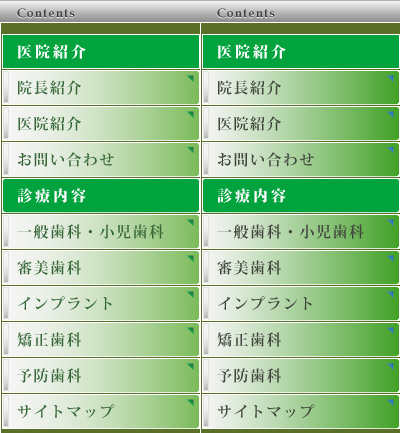 Contents
医院紹介
院長紹介
医院紹介
お問い合わせ
診療内容
一般歯科・小児歯科
審美歯科
インプラント
矯正歯科
予防歯科
サイトマップ
Contents
医院紹介
院長紹介
医院紹介
お問い合わせ
診療内容
一般歯科・小児歯科
審美歯科
インプラント
矯正歯科
予防歯科
サイトマップ